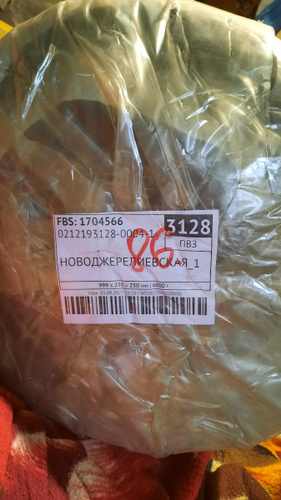 FBS: 1704566
0212193128-0004-1
3128
ПВЗ
86
НОВОДЖЕРЕЛИЕВСКАЯ_1